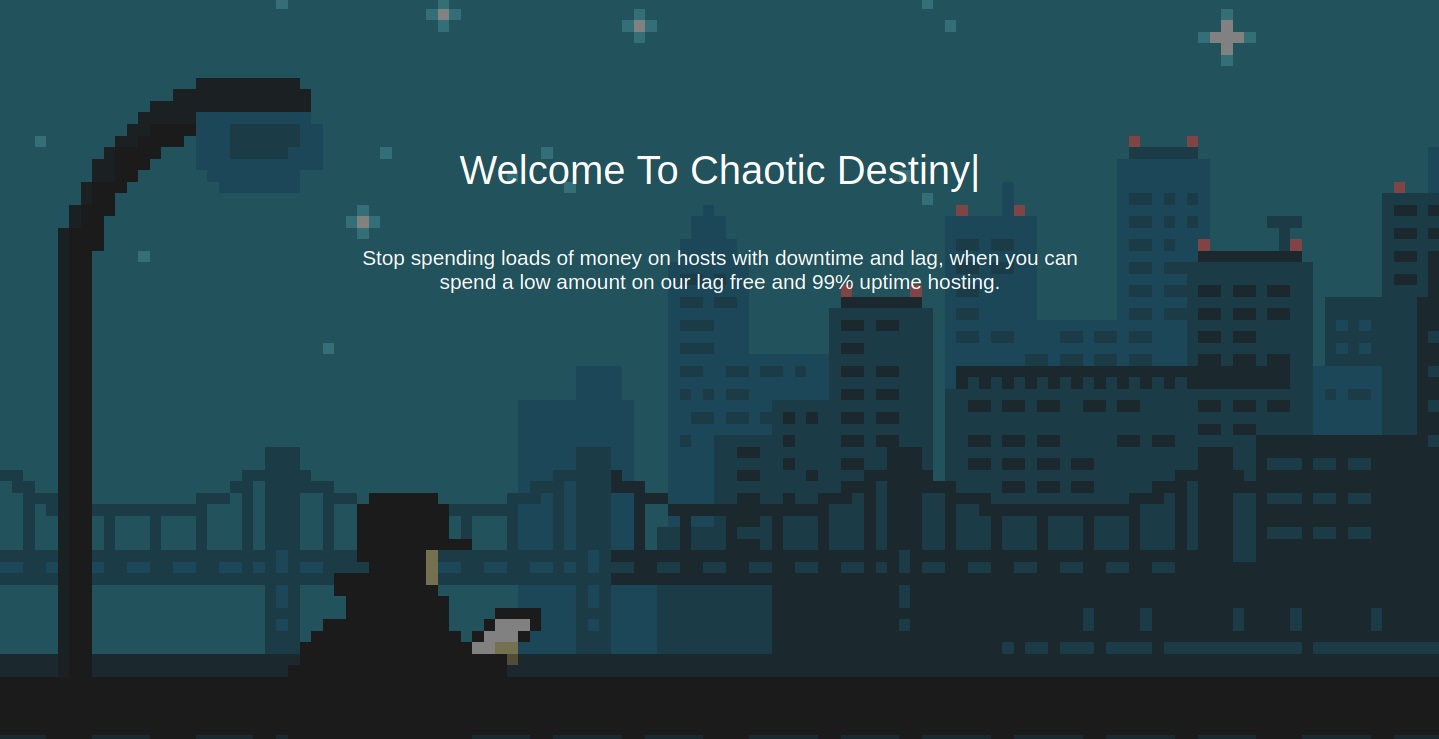 Welcome To Chaotic Destiny|
Stop spending loads of money on hosts with downtime and lag, when you can
spend a low amount on our lag free and 99% uptime hosting.